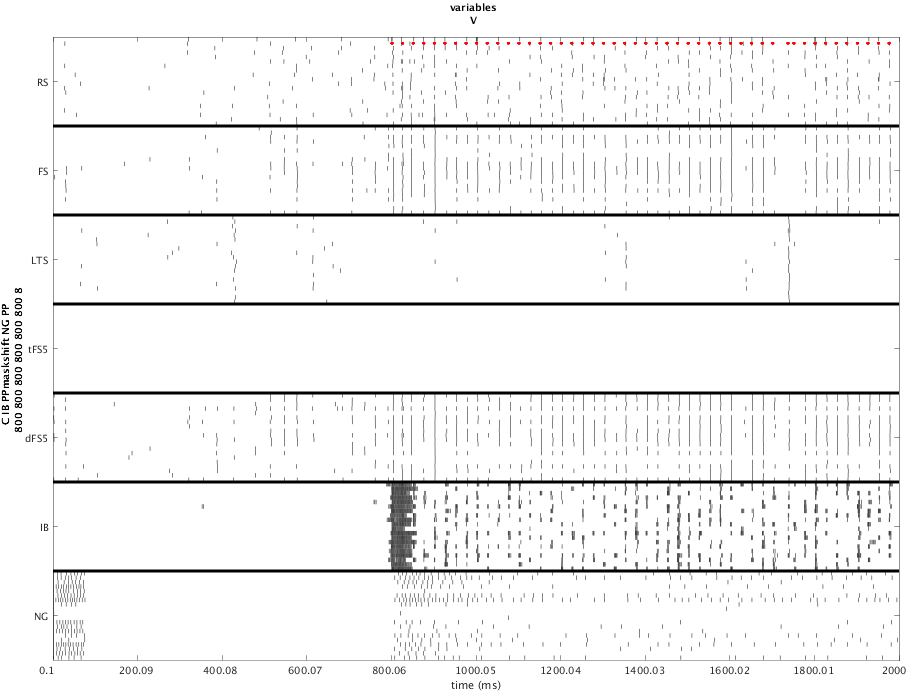 variables
V
RS
FS
LTS
tFS5
dFS5
IB
NG
C IB PPmaskshift NG PP
800 800 800 800 800 800 8
0.1 200.09 400.08 600.07 800.06 1000.05 1200.04 1400.03 1600.02 1800.01 2000
time (ms)